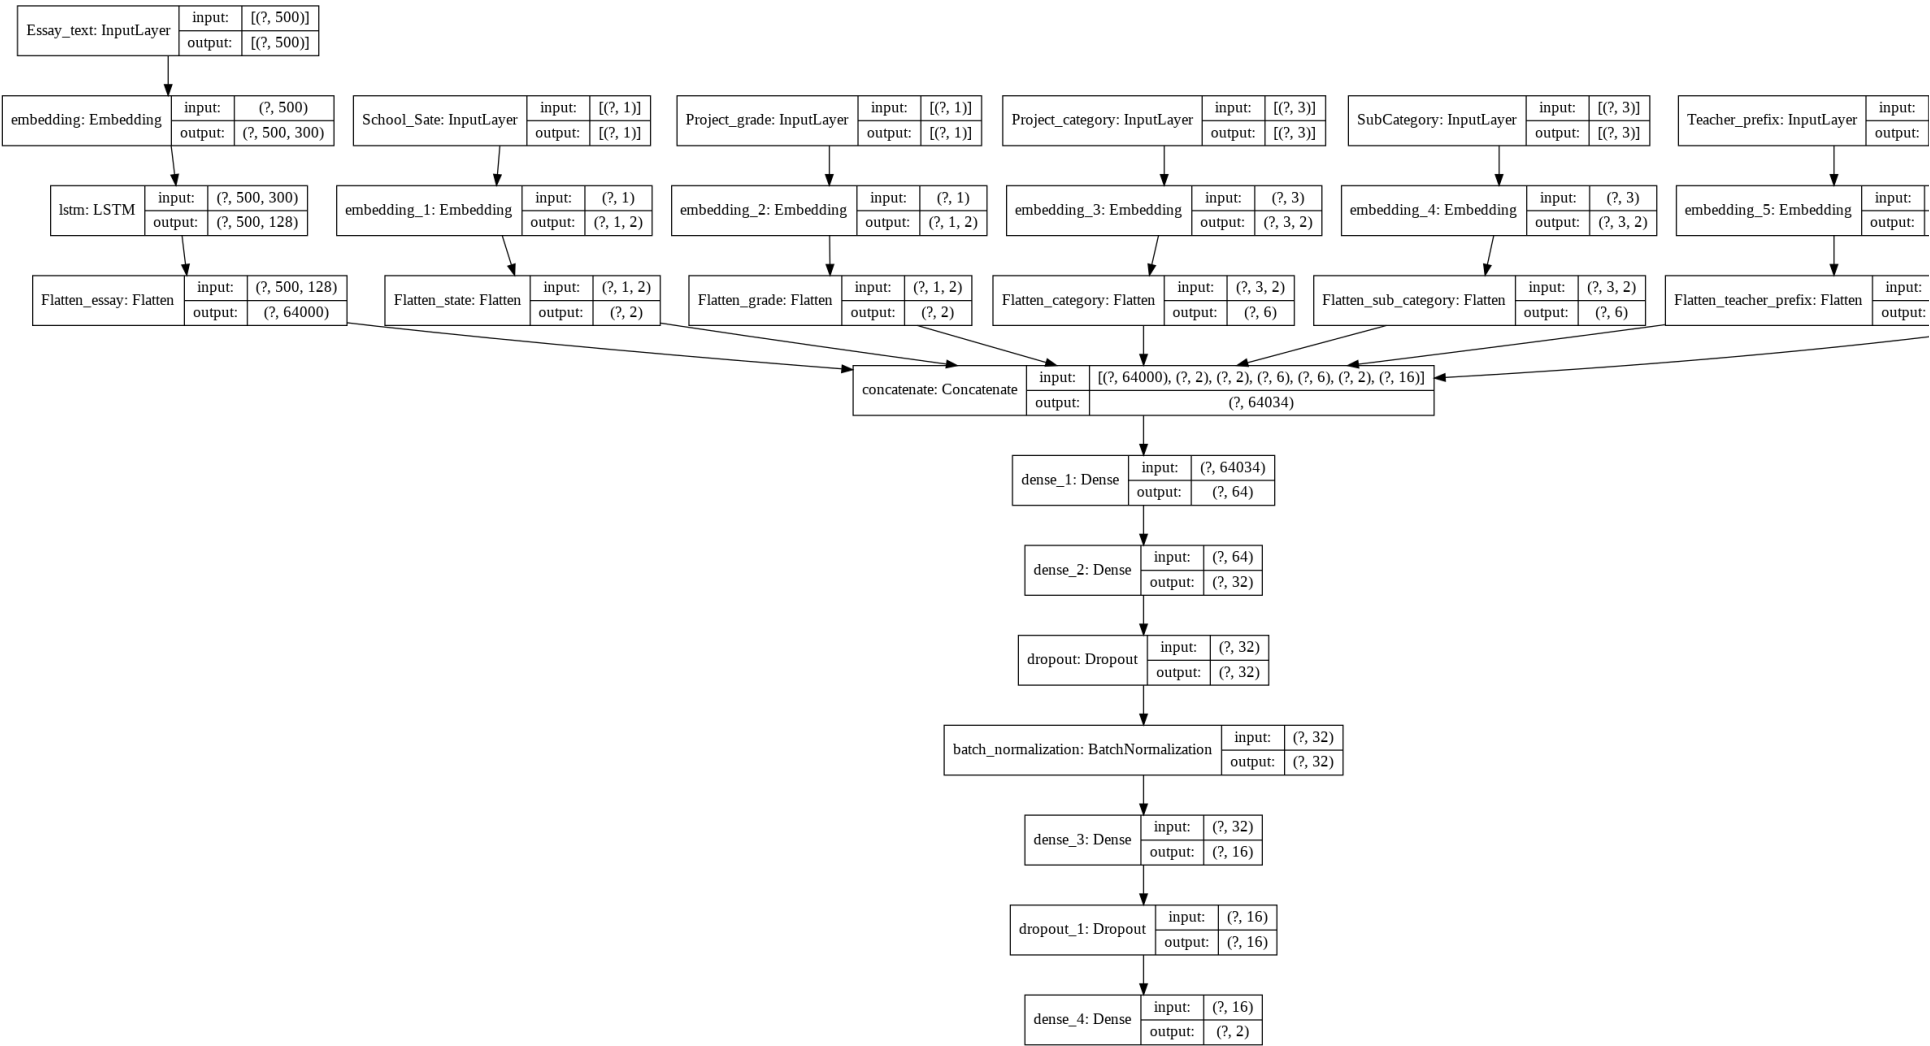 Essay_text: InputLayer input: [(?, 500)]
output: [(?, 500)]
embedding: Embedding input: (?, 500)
output: (?, 500, 300)
School_Sate: InputLayer input: [(?, 1)]
output: [(?, 1)]
Project_grade: InputLayer input: [(?, 1)]
output: [(?, 1)]
Project_category: InputLayer input: [(?, 3)]
output: [(?, 3)]
SubCategory: InputLayer input: [(?, 3)]
output: [(?, 3)]
Teacher_prefix: InputLayer input:
output:
lstm: LSTM input: (?, 500, 300)
output: (?, 500, 128)
embedding_1: Embedding input: (?, 1)
output: (?, 1, 2)
embedding_2: Embedding input: (?, 1)
output: (?, 1, 2)
embedding_3: Embedding input: (?, 3)
output: (?, 3, 2)
embedding_4: Embedding input: (?, 3)
output: (?, 3, 2)
embedding_5: Embedding input:
output:
Flatten_essay: Flatten input: (?, 500, 128)
output: (?, 64000)
Flatten_state: Flatten input: (?, 1, 2)
output: (?, 2)
Flatten_grade: Flatten input: (?, 1, 2)
output: (?, 2)
Flatten_category: Flatten input: (?, 3, 2)
output: (?, 6)
Flatten_sub_category: Flatten input: (?, 3, 2)
output: (?, 6)
Flatten_teacher_prefix: Flatten input:
output:
concatenate: Concatenate input: [(?, 64000), (?, 2), (?, 2), (?, 6), (?, 6), (?, 2), (?, 16)]
output: (?, 64034)
dense_1: Dense input: (?, 64034)
output: (?, 64)
dense_2: Dense input: (?, 64)
output: (?, 32)
dropout: Dropout input: (?, 32)
output: (?, 32)
batch_normalization: BatchNormalization input: (?, 32)
output: (?, 32)
dense_3: Dense input: (?, 32)
output: (?, 16)
dropout_1: Dropout input: (?, 16)
output: (?, 16)
dense_4: Dense input: (?, 16)
output: (?, 2)